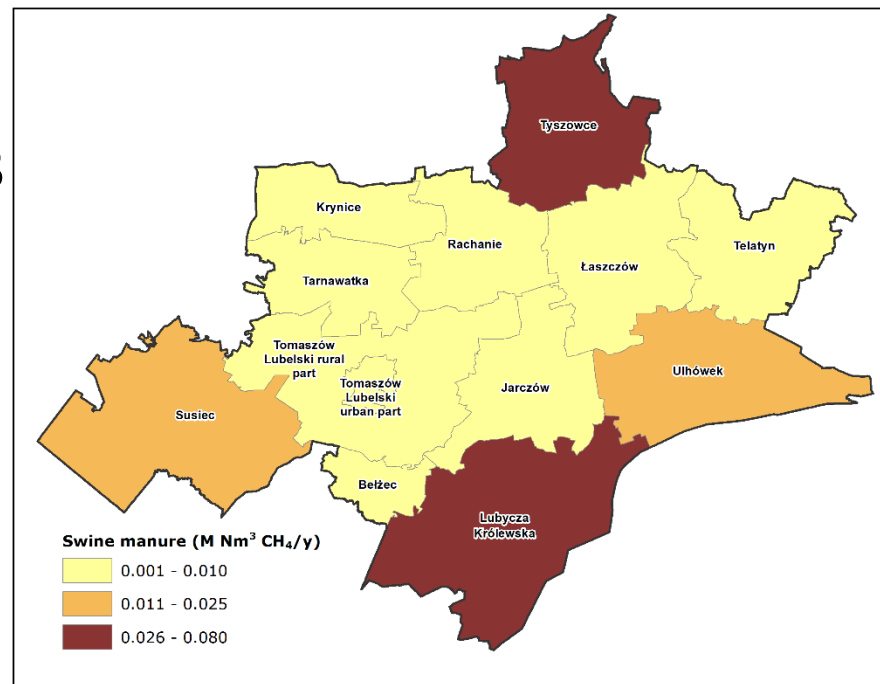 Tyszowce
Krynice
Rachanie
Telatyn
Łaszczów
Tarnawatka
Tomaszów
Lubelski rural
part
Ulhówek
Tomaszów
Lubelski
urban part
Jarczów
Susiec
Bełżec
Lubycza
Królewska
Swine manure (M Nm³ CH₄/y)
0.001 - 0.010
0.011 - 0.025
0.026 - 0.080